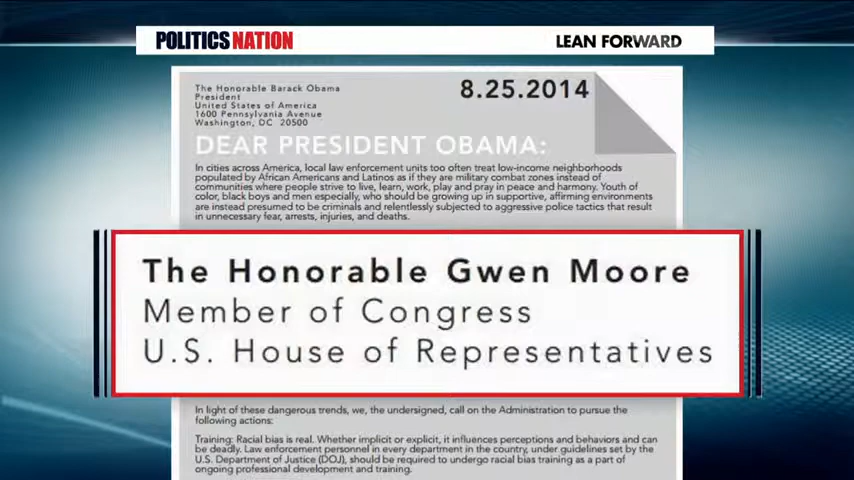 POLITICSNATION
LEAN FORWARD
The Honorable Barack Obama
President
United States of America
1600 Pennsylvania Avenue
Washington, DC 20500
8.25.2014
DEAR PRESIDENT OBAMA:
In cities across America, local law enforcement units too often treat low-income neighborhoods
populated by African Americans and Latinos as if they are military combat zones instead of
communities where people strive to live, learn, work, play and pray in peace and harmony. Youth of
color, black boys and men especially, who should be growing up in supportive, affirming environments
are instead presumed to be criminals and relentlessly subjected to aggressive police tactics that result
in unnecessary fear, arrests, injuries, and deaths.
The Honorable Gwen Moore
Member of Congress
U.S. House of Representatives
In light of these dangerous trends, we, the undersigned, call on the Administration to pursue the
following actions:
Training: Racial bias is real. Whether implicit or explicit, it influences perceptions and behaviors and can
be deadly. Law enforcement personnel in every department in the country, under guidelines set by the
U.S. Department of Justice (DOJ), should be required to undergo racial bias training as a part of
ongoing professional development and training.